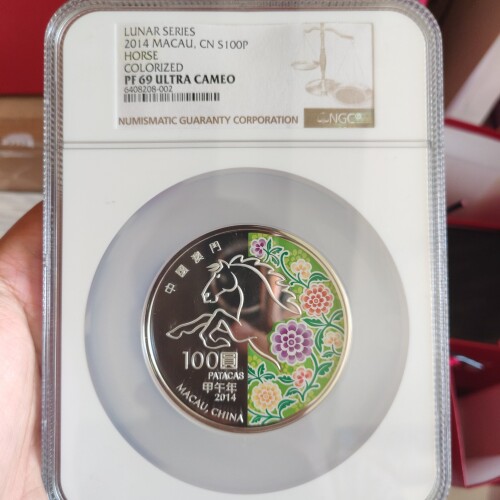 LUNAR SERIES
2014 MACAU, CN S100P
HORSE
COLORIZED
PF 69 ULTRA CAMEO
6408208-002
NUMISMATIC GUARANTY CORPORATION
NGC
中國澳門
100圓
PATACAS
甲午年
2014
MACAU, CHINA